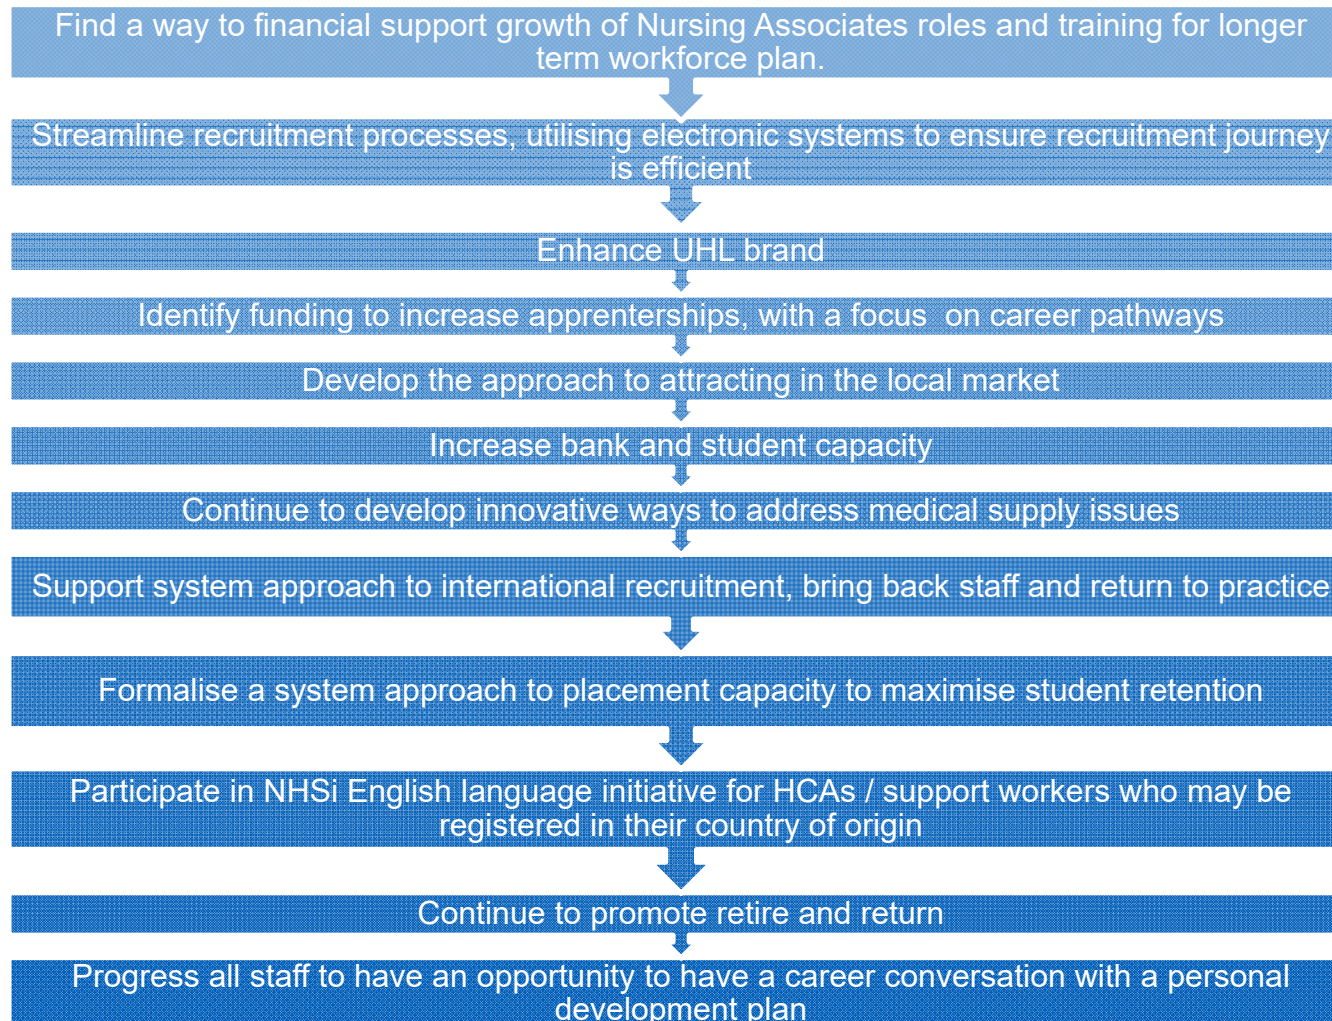 Find a way to financial support growth of Nursing Associates roles and training for longer
term workforce plan.
Streamline recruitment processes, utilising electronic systems to ensure recruitment journey
is efficient
Enhance UHL brand
Identify funding to increase apprenterships, with a focus  on career pathways
Develop the approach to attracting in the local market
Increase bank and student capacity
Continue to develop innovative ways to address medical supply issues
Support system approach to international recruitment, bring back staff and return to practice
Formalise a system approach to placement capacity to maximise student retention
Participate in NHSi English language initiative for HCAs / support workers who may be
registered in their country of origin
Continue to promote retire and return
Progress all staff to have an opportunity to have a career conversation with a personal
development plan